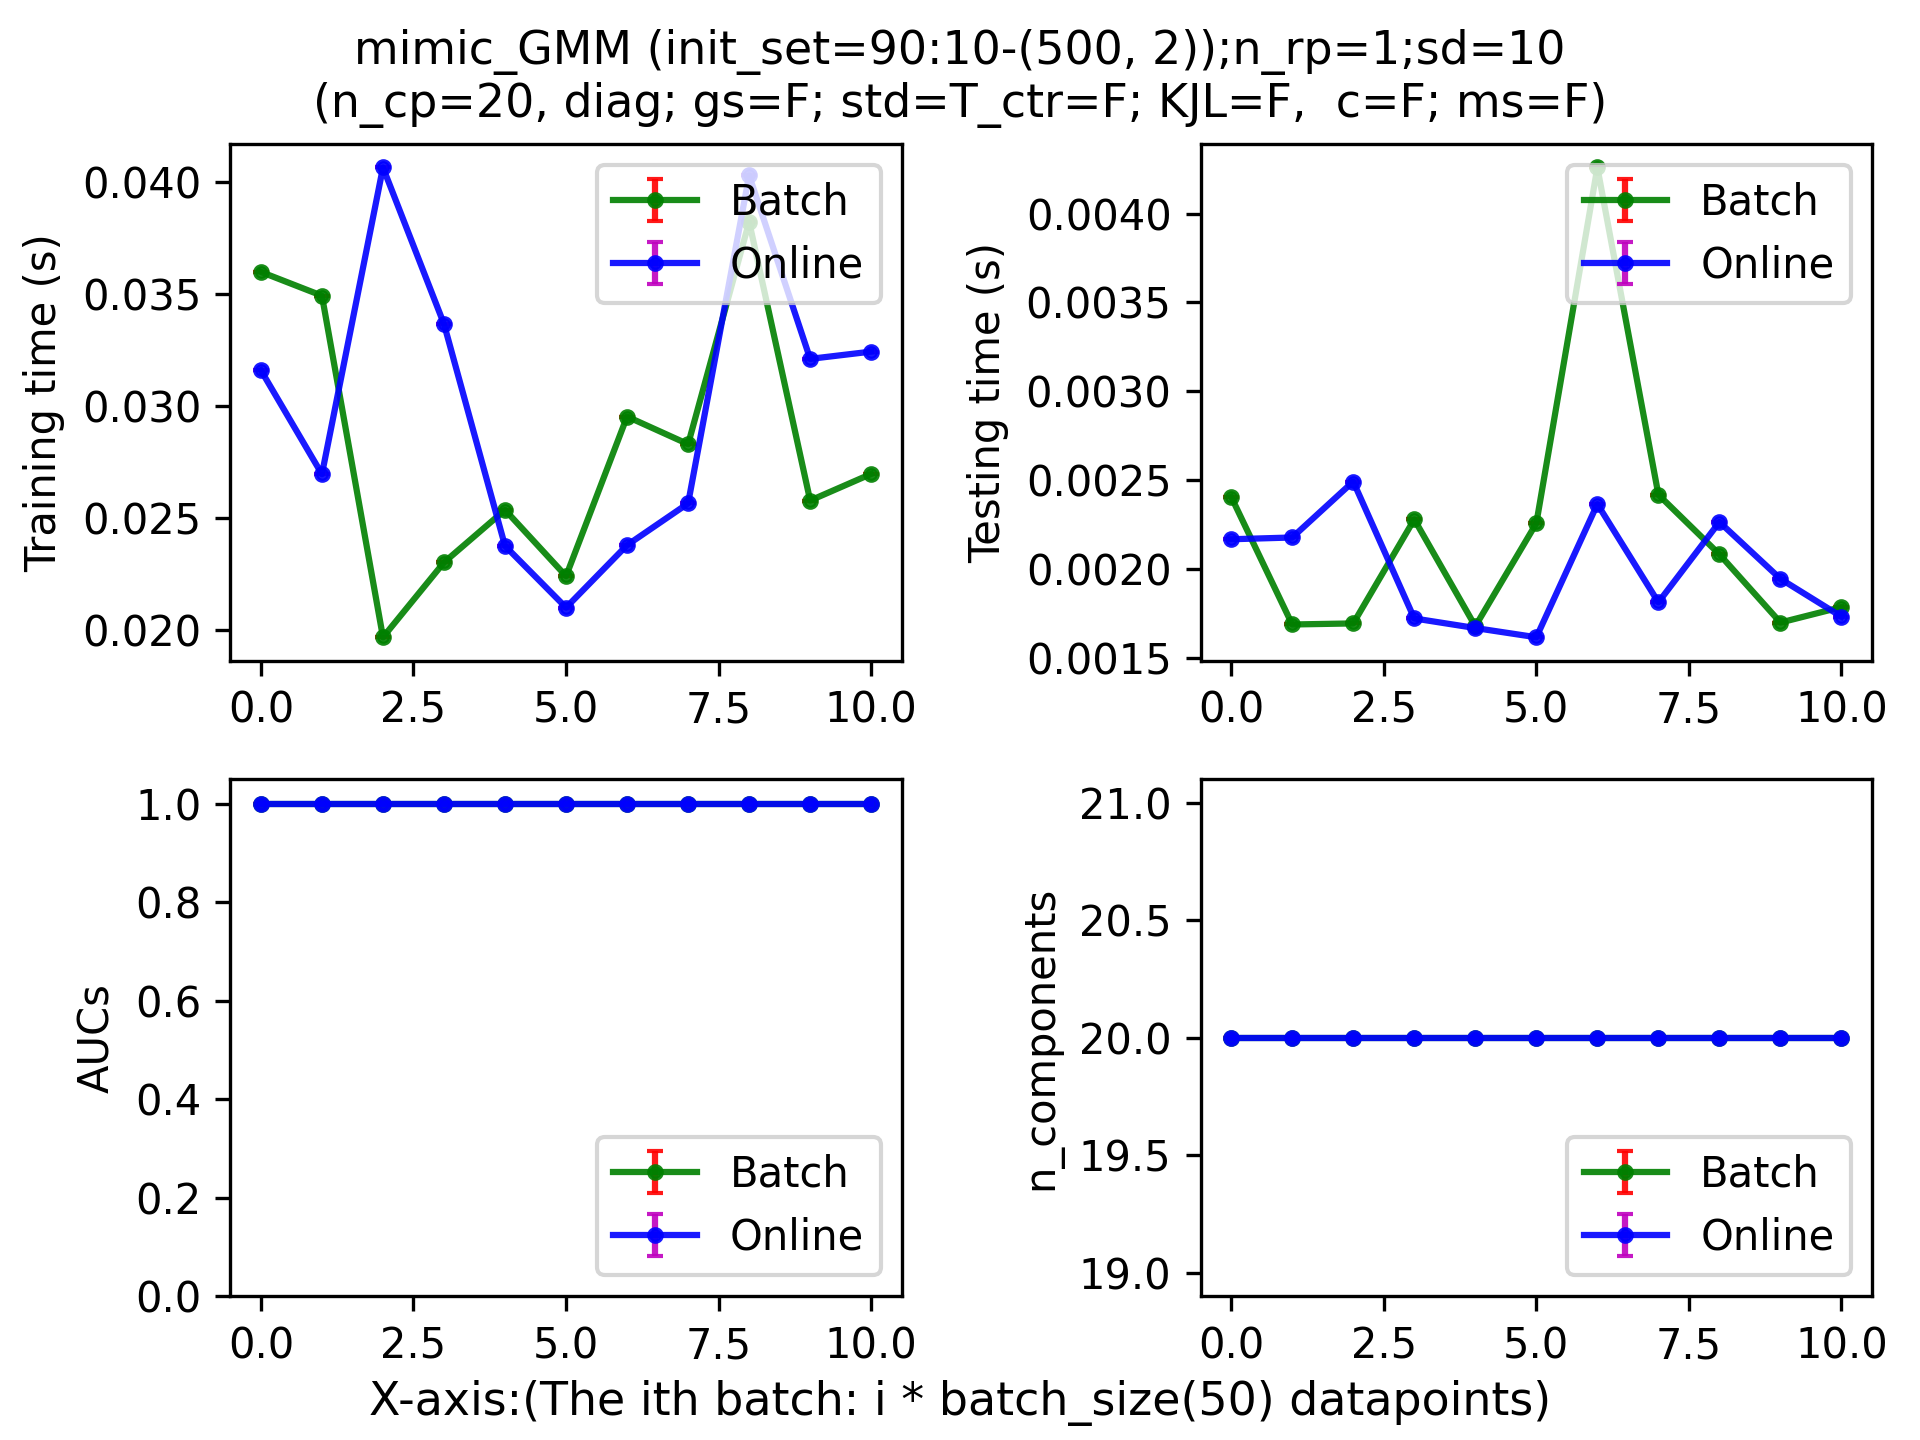 mimic_GMM (init_set=90:10-(500, 2));n_rp=1;sd=10
(n_cp=20, diag; gs=F; std=T_ctr=F; KJL=F,  c=F; ms=F)
Training time (s)
0.040
0.035
0.030
0.025
0.020
0.0 2.5 5.0 7.5 10.0
Batch
Online
Testing time (s)
0.0040
0.0035
0.0030
0.0025
0.0020
0.0015
0.0 2.5 5.0 7.5 10.0
Batch
Online
AUCs
1.0
0.8
0.6
0.4
0.2
0.0
0.0 2.5 5.0 7.5 10.0
Batch
Online
n_components
21.0
20.5
20.0
19.5
19.0
0.0 2.5 5.0 7.5 10.0
Batch
Online
X-axis:(The ith batch: i * batch_size(50) datapoints)